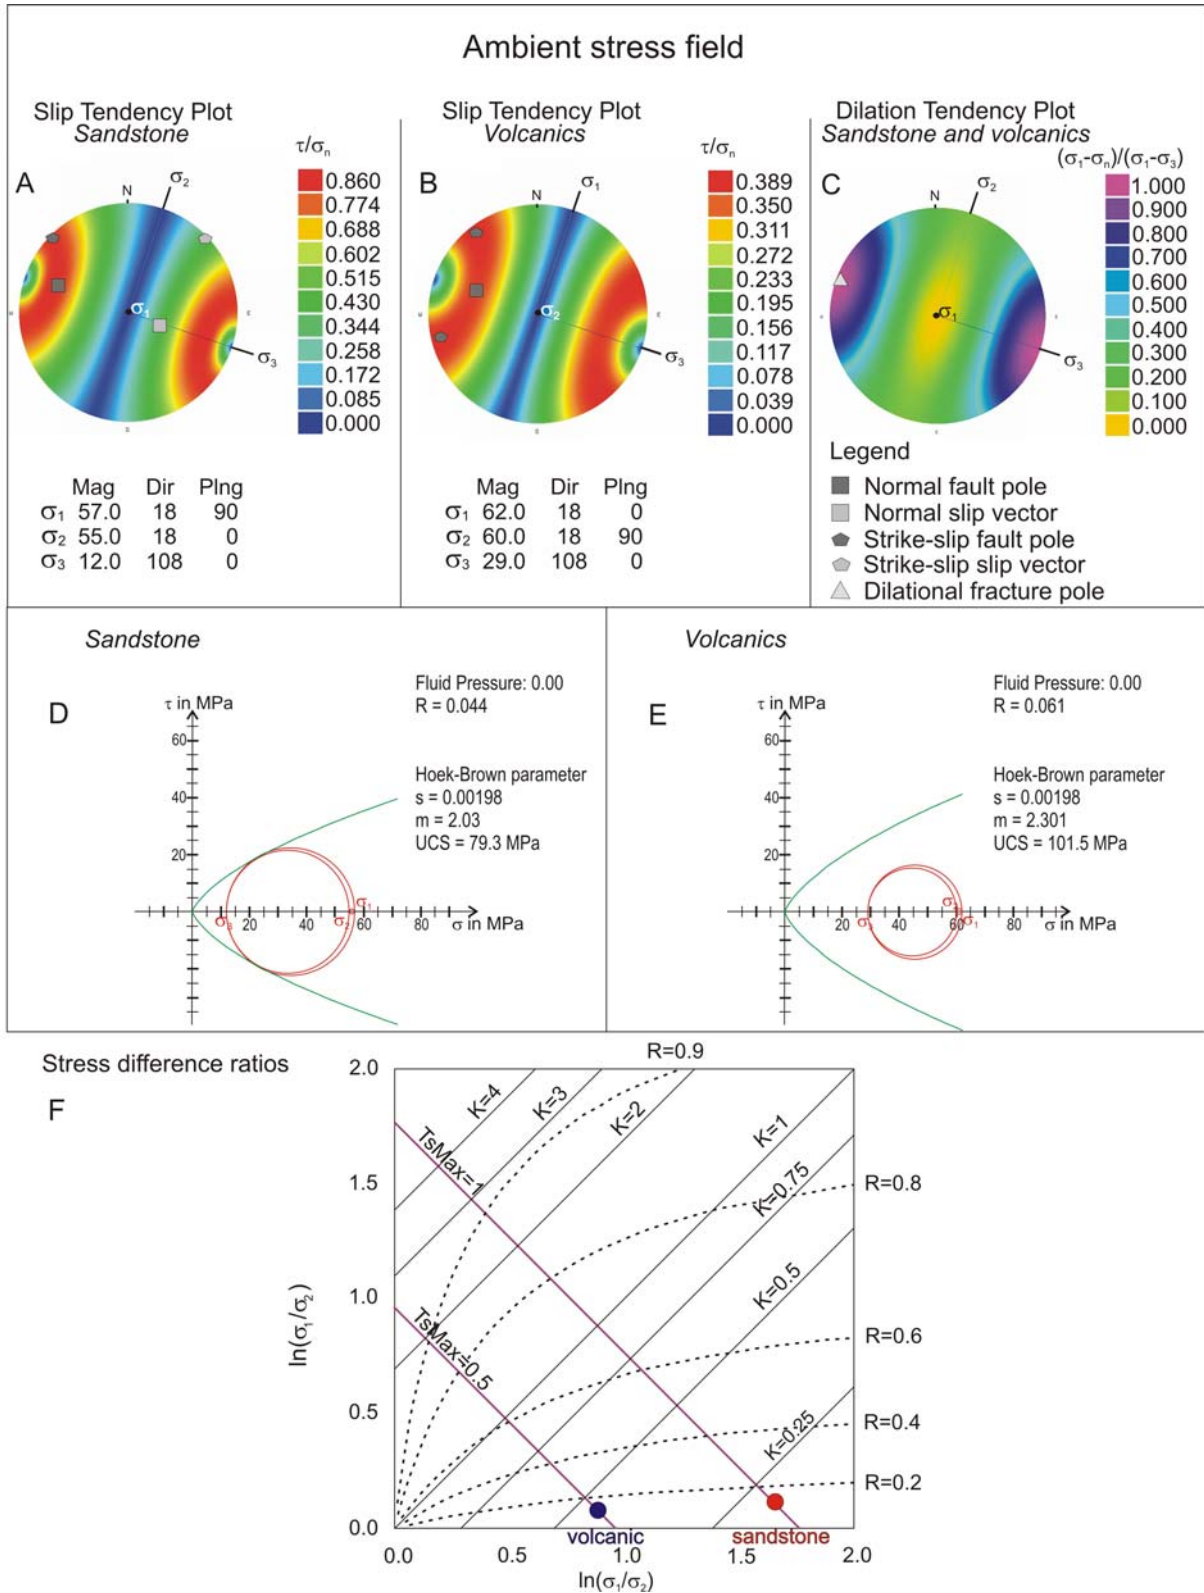 Ambient stress field
Slip Tendency Plot
Sandstone
A
N
σ2
σ1
σ3
τ/σn
0.860
0.774
0.688
0.602
0.515
0.430
0.344
0.258
0.172
0.085
0.000
Mag Dir Plng
σ1 57.0 18 90
σ2 55.0 18 0
σ3 12.0 108 0
Slip Tendency Plot
Volcanics
B
N
σ1
σ2
σ3
τ/σn
0.389
0.350
0.311
0.272
0.233
0.195
0.156
0.117
0.078
0.039
0.000
Mag Dir Plng
σ1 62.0 18 0
σ2 60.0 18 90
σ3 29.0 108 0
Dilation Tendency Plot
Sandstone and volcanics
C
N
σ2
σ1
σ3
(σ1-σn)/(σ1-σ3)
1.000
0.900
0.800
0.700
0.600
0.500
0.400
0.300
0.200
0.100
0.000
Legend
Normal fault pole
Normal slip vector
Strike-slip fault pole
Strike-slip slip vector
Dilational fracture pole
Sandstone
D
τ in MPa
60
40
20
20 40 60 80
σ in MPa
σ1
σ2
σ3
Fluid Pressure: 0.00
R = 0.044
Hoek-Brown parameter
s = 0.00198
m = 2.03
UCS = 79.3 MPa
Volcanics
E
τ in MPa
60
40
20
20 40 60 80
σ in MPa
σ3
σ1
Fluid Pressure: 0.00
R = 0.061
Hoek-Brown parameter
s = 0.00198
m = 2.301
UCS = 101.5 MPa
Stress difference ratios
F
R=0.9
2.0
1.5
1.0
0.5
0.0
ln(σ1/σ2)
K=4
K=3
K=2
K=1
K=0.75
K=0.5
K=0.25
TsMax=1
TsMax=0.5
R=0.8
R=0.6
R=0.4
R=0.2
volcanic
sandstone
0.0 0.5 1.0 1.5 2.0
ln(σ1/σ2)